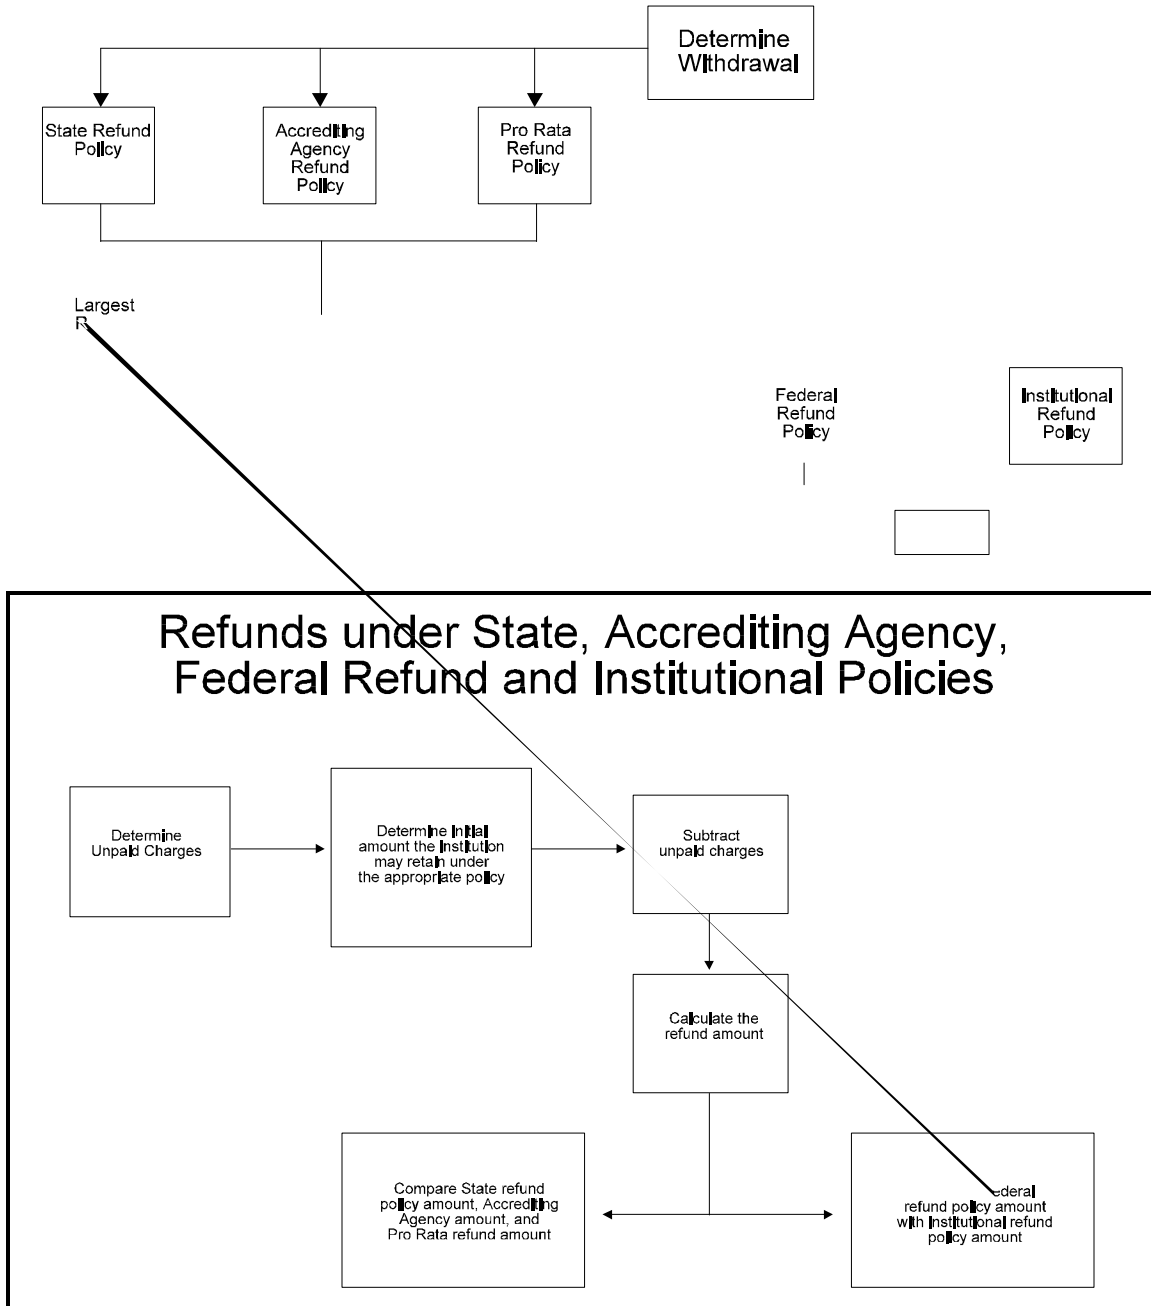 Determine
Withdrawal
State Refund
Policy
Accrediting
Agency
Refund
Policy
Pro Rata
Refund
Policy
Largest
Federal
Refund
Policy
Institutional
Refund
Policy
Refunds under State, Accrediting Agency,
Federal Refund and Institutional Policies
Determine
Unpaid Charges
Determine Initial
amount the Institution
may retain under
the appropriate policy
Subtract
unpaid charges
Calculate the
refund amount
Compare State refund
policy amount, Accrediting
Agency amount, and
Pro Rata refund amount
ederal
refund policy amount
with Institutional refund
policy amount